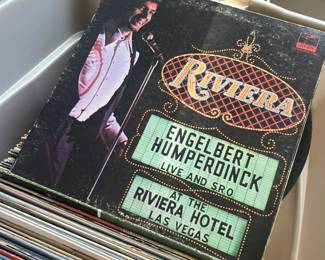 RIVIERA
ENGELBERT
HUMPERDINCK
LIVE AND SRO
AT THE
RIVIERA HOTEL
LAS VEGAS